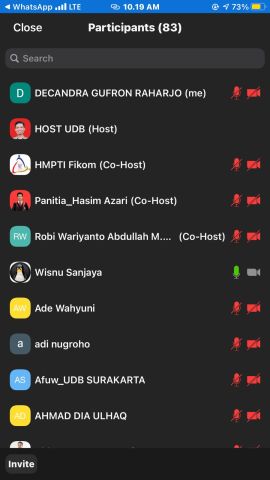 WhatsApp LTE 10.19 AM 73%
Close Participants (83)
Search
D DECANDRA GUFRON RAHARJO (me)
HOST UDB (Host)
HMPTI Fikom (Co-Host)
Panitia_Hasim Azari (Co-Host)
RW Robi Wariyanto Abdullah M.... (Co-Host)
Wisnu Sanjaya
AW Ade Wahyuni
a adi nugroho
AS Afuw_UDB SURAKARTA
AD AHMAD DIA ULHAQ
Invite